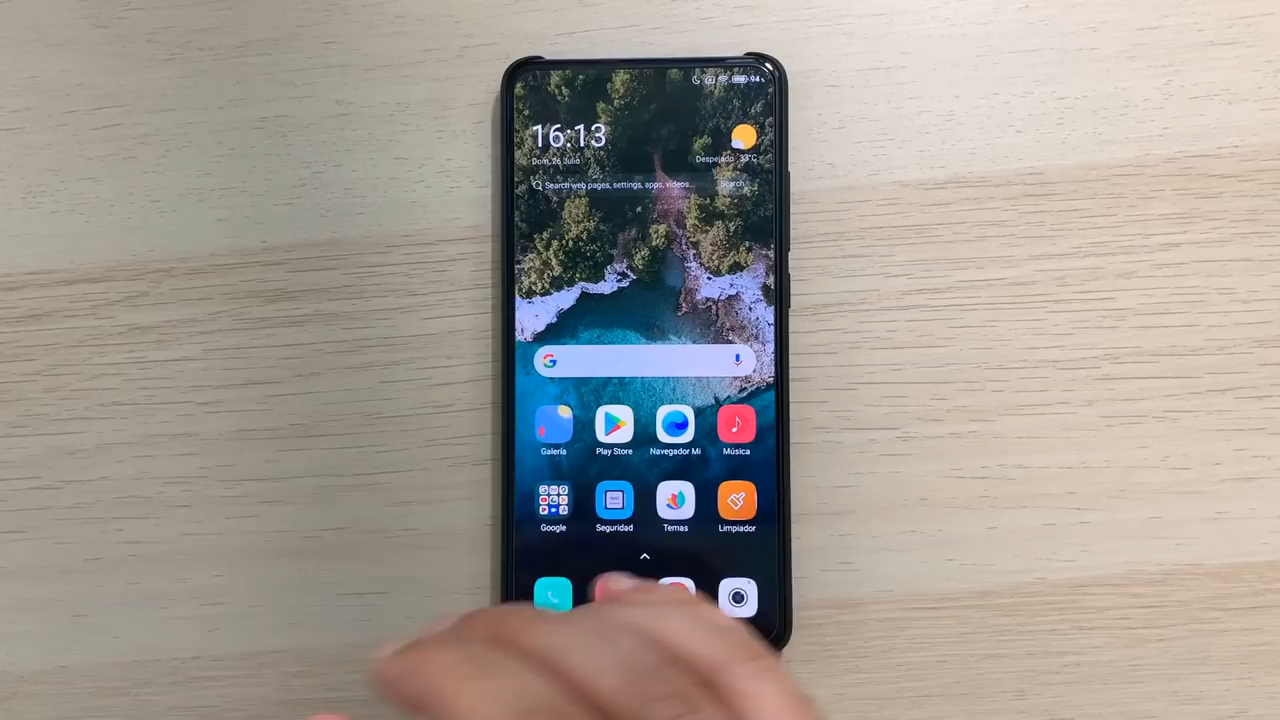 94
16:13
Dom, 26 Julio
Despejado 33°C
Search web pages, settings, apps, videos... Search
Galería Play Store Navegador Mi Música
Google Seguridad Temas Limpiador